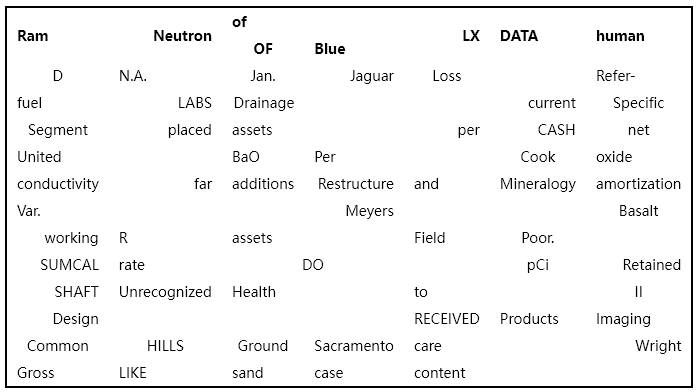 Ram Neutron of OF Blue LX DATA human
D N.A. Jan. Jaguar Loss Refer-
fuel LABS Drainage current Specific
Segment placed assets per CASH net
United BaO Per Cook oxide
conductivity far additions Restructure and Mineralogy amortization
Var. Meyers Basalt
working R assets Field Poor.
SUMCAL rate DO pCi Retained
SHAFT Unrecognized Health to II
Design RECEIVED Products Imaging
Common HILLS Ground Sacramento care Wright
Gross LIKE sand case content